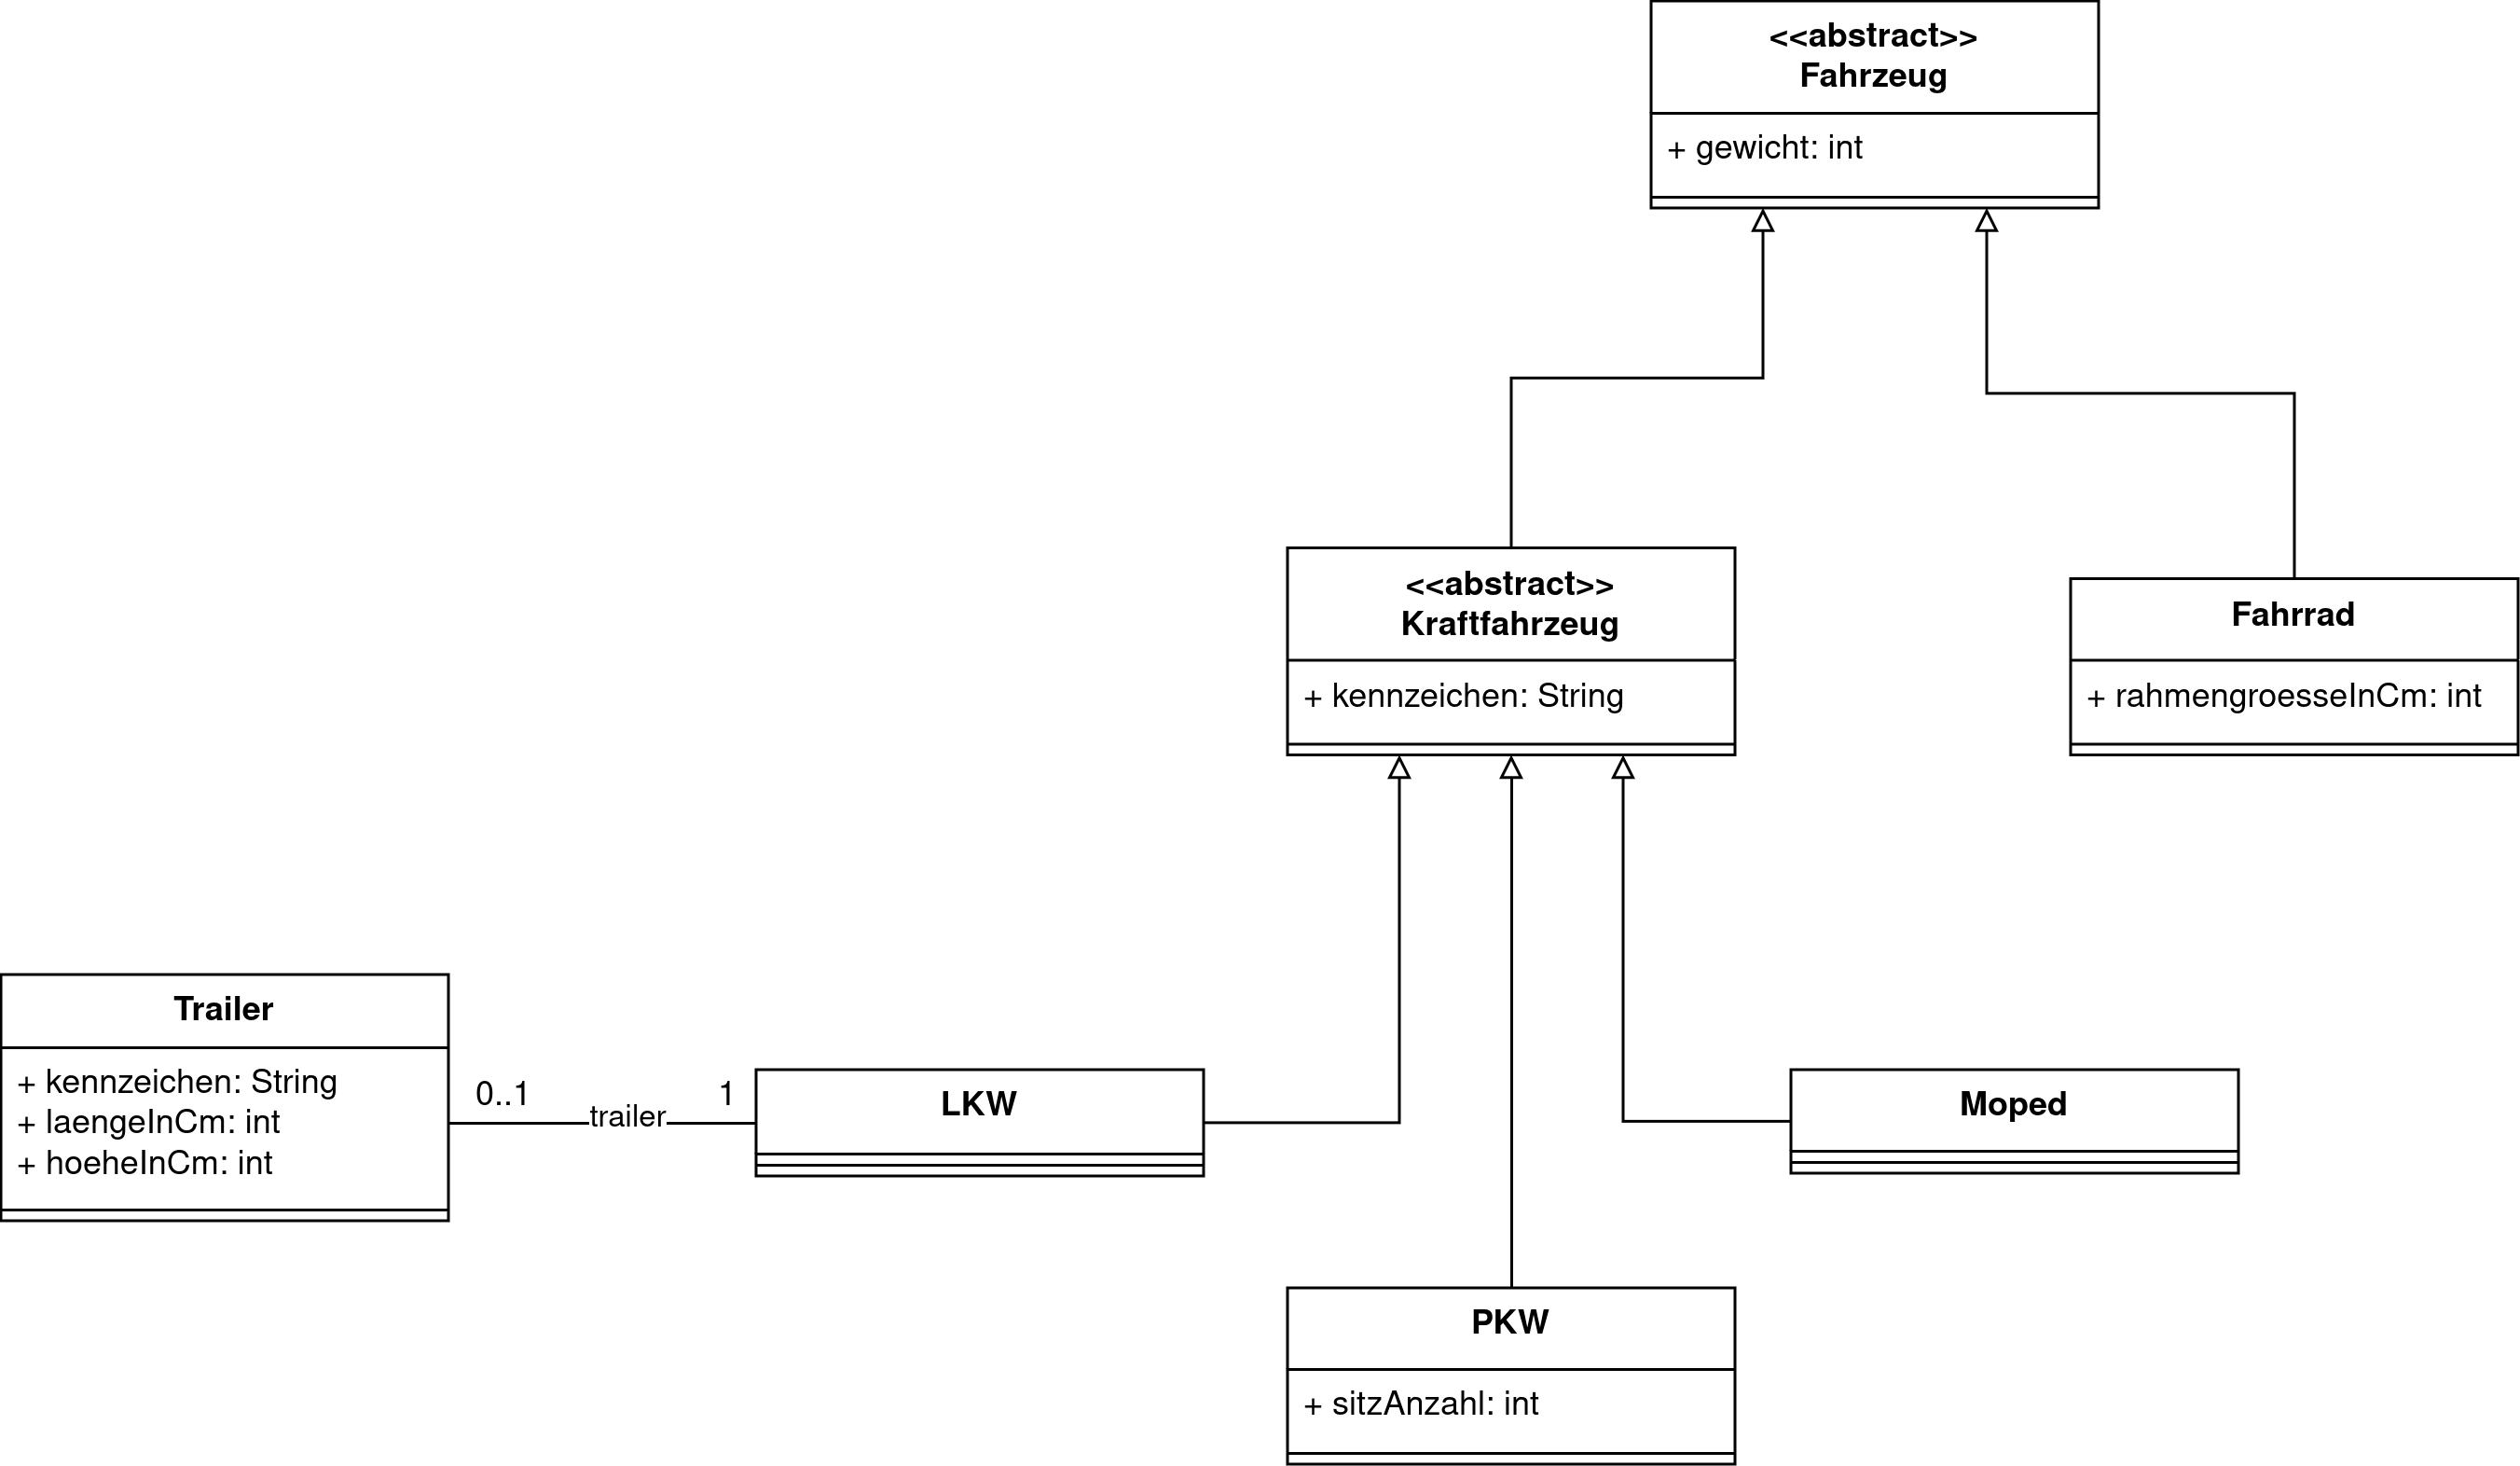 <<abstract>>
Fahrzeug
+ gewicht: int
<<abstract>>
Kraftfahrzeug
+ kennzeichen: String
Fahrrad
+ rahmengroesseInCm: int
Trailer
+ kennzeichen: String
+ laengeInCm: int
+ hoeheInCm: int
0..1
trailer
1
LKW
Moped
PKW
+ sitzAnzahl: int